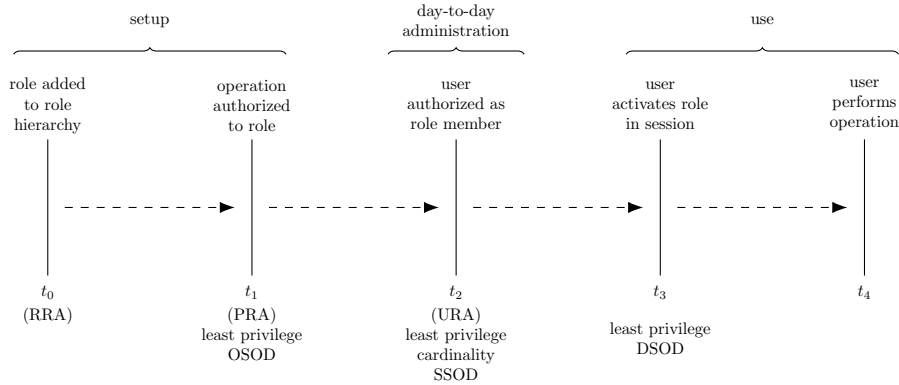 setup
day-to-day
administration
use
role added
to role
hierarchy
operation
authorized
to role
user
authorized as
role member
user
activates role
in session
user
performs
operation
t0
(RRA)
t1
(PRA)
least privilege
OSOD
t2
(URA)
least privilege
cardinality
SSOD
t3
least privilege
DSOD
t4